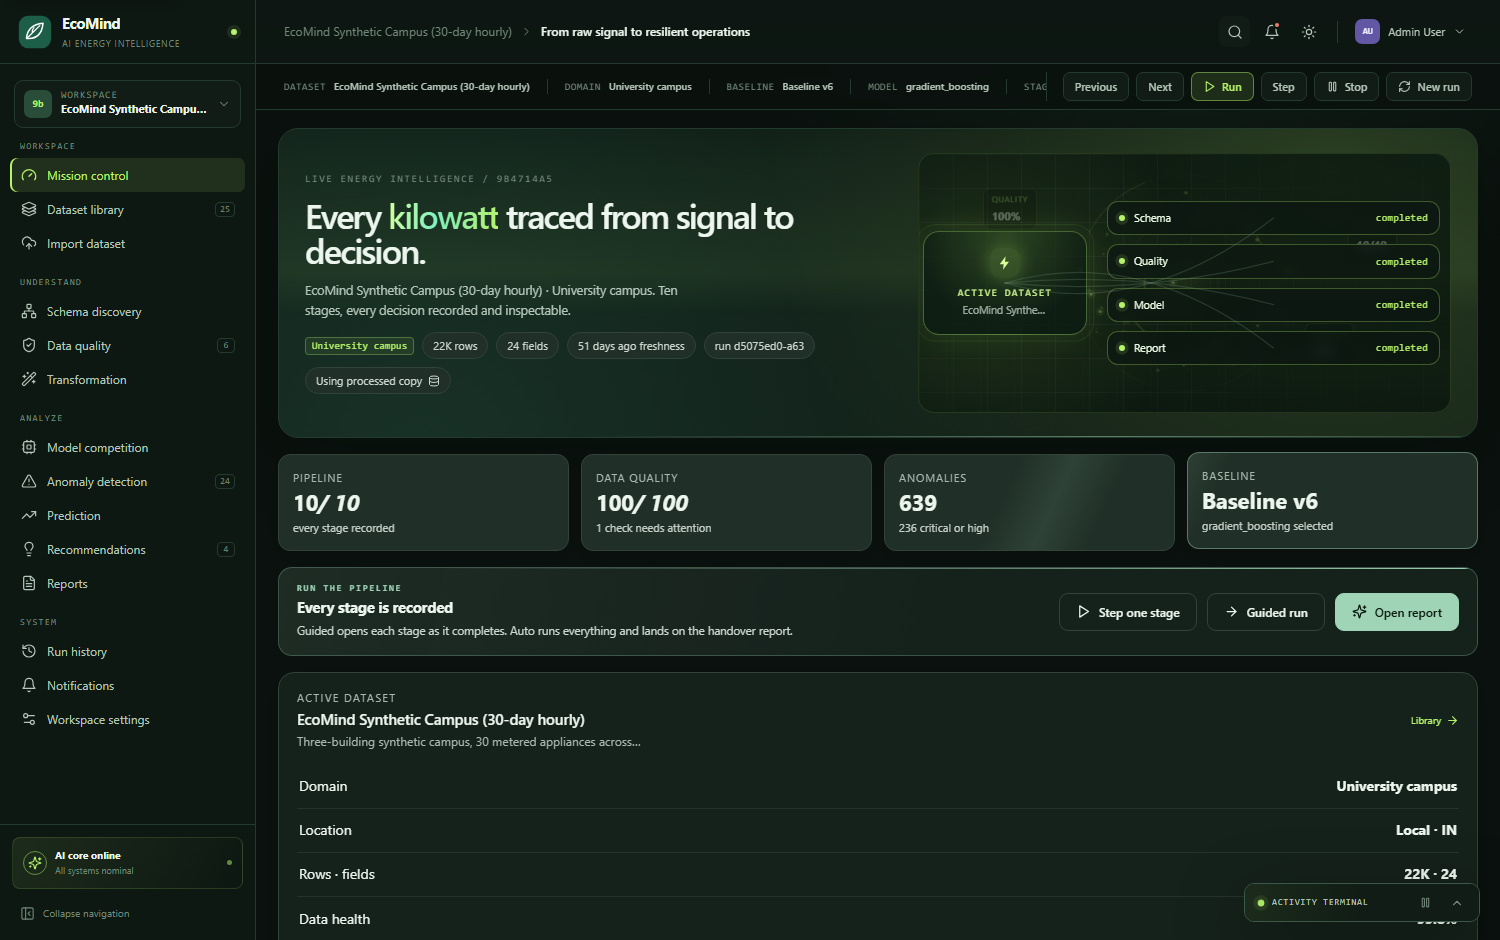 EcoMind
AI ENERGY INTELLIGENCE
EcoMind Synthetic Campus (30-day hourly)
From raw signal to resilient operations
AU
Admin User
9b
WORKSPACE
EcoMind Synthetic Campu...
DATASET EcoMind Synthetic Campus (30-day hourly)
DOMAIN University campus
BASELINE Baseline v6
MODEL gradient_boosting
STAG
Previous
Next
Run
Step
Stop
New run
WORKSPACE
Mission control
Dataset library 25
Import dataset
UNDERSTAND
Schema discovery
Data quality 6
Transformation
ANALYZE
Model competition
Anomaly detection 24
Prediction
Recommendations 4
Reports
SYSTEM
Run history
Notifications
Workspace settings
AI core online
All systems nominal
Collapse navigation
LIVE ENERGY INTELLIGENCE / 9B4714A5
Every kilowatt traced from signal to
decision.
EcoMind Synthetic Campus (30-day hourly) · University campus. Ten
stages, every decision recorded and inspectable.
University campus
22K rows
24 fields
51 days ago freshness
run d5075ed0-a63
Using processed copy
QUALITY
100%
ACTIVE DATASET
EcoMind Synthe...
Schema completed
Quality completed
Model completed
Report completed
PIPELINE
10/ 10
every stage recorded
DATA QUALITY
100/ 100
1 check needs attention
ANOMALIES
639
236 critical or high
BASELINE
Baseline v6
gradient_boosting selected
RUN THE PIPELINE
Every stage is recorded
Guided opens each stage as it completes. Auto runs everything and lands on the handover report.
Step one stage
Guided run
Open report
ACTIVE DATASET
EcoMind Synthetic Campus (30-day hourly)
Three-building synthetic campus, 30 metered appliances across...
Library
Domain University campus
Location Local · IN
Rows · fields 22K · 24
Data health
ACTIVITY TERMINAL